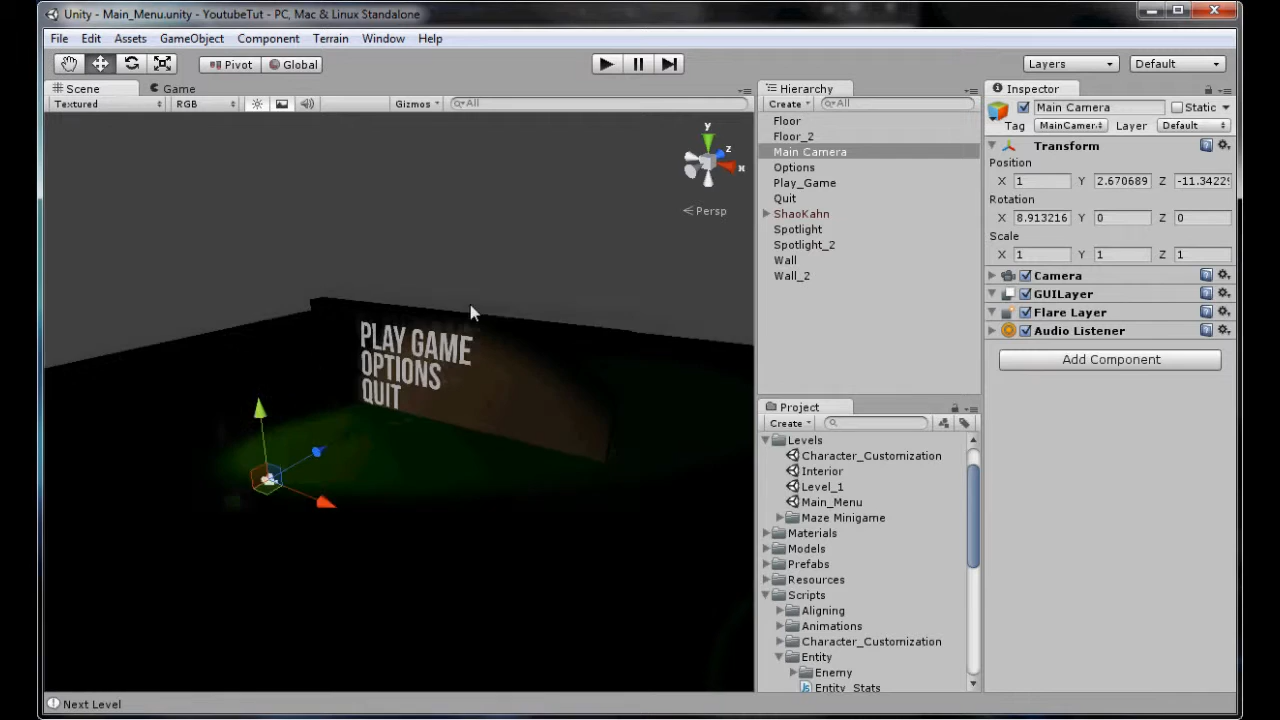 Unity - Main_Menu.unity - YoutubeTut - PC, Mac & Linux Standalone
File Edit Assets GameObject Component Terrain Window Help
Pivot Global Layers Default
Scene Game
Textured RGB Gizmos All
y
z
x
Persp
PLAY GAME
OPTIONS
QUIT
Hierarchy
Create All
Floor
Floor_2
Main Camera
Options
Play_Game
Quit
ShaoKahn
Spotlight
Spotlight_2
Wall
Wall_2
Project
Create
Levels
Character_Customization
Interior
Level_1
Main_Menu
Maze Minigame
Materials
Models
Prefabs
Resources
Scripts
Aligning
Animations
Character_Customization
Entity
Enemy
Entity_Stats
Inspector
Main Camera Static
Tag MainCamera Layer Default
Transform
Position
X 1 Y 2.670689 Z -11.34229
Rotation
X 8.913216 Y 0 Z 0
Scale
X 1 Y 1 Z 1
Camera
GUILayer
Flare Layer
Audio Listener
Add Component
Next Level